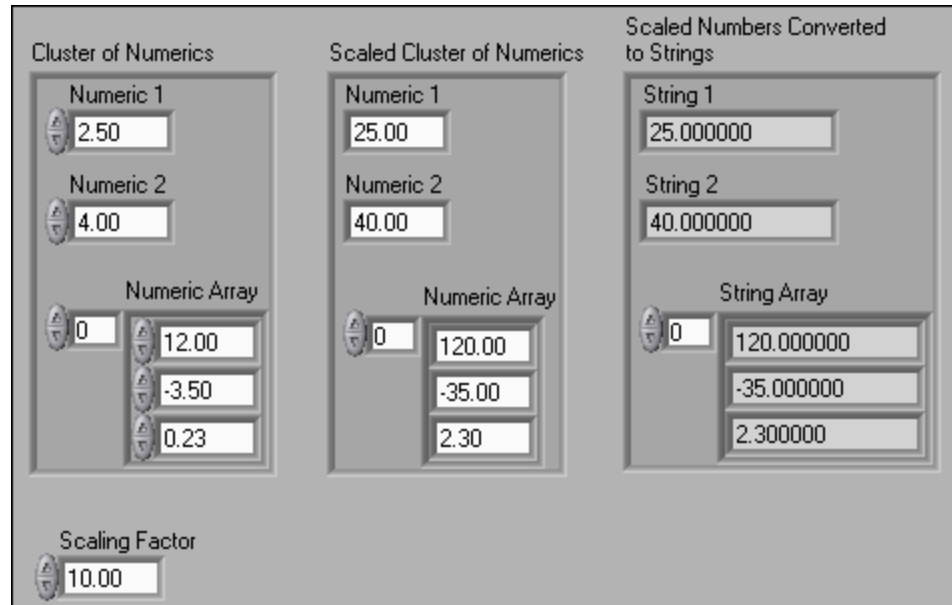 Cluster of Numerics
Numeric 1
2.50
Numeric 2
4.00
Numeric Array
0
12.00
-3.50
0.23
Scaling Factor
10.00
Scaled Cluster of Numerics
Numeric 1
25.00
Numeric 2
40.00
Numeric Array
0
120.00
-35.00
2.30
Scaled Numbers Converted
to Strings
String 1
25.000000
String 2
40.000000
String Array
0
120.000000
-35.000000
2.300000